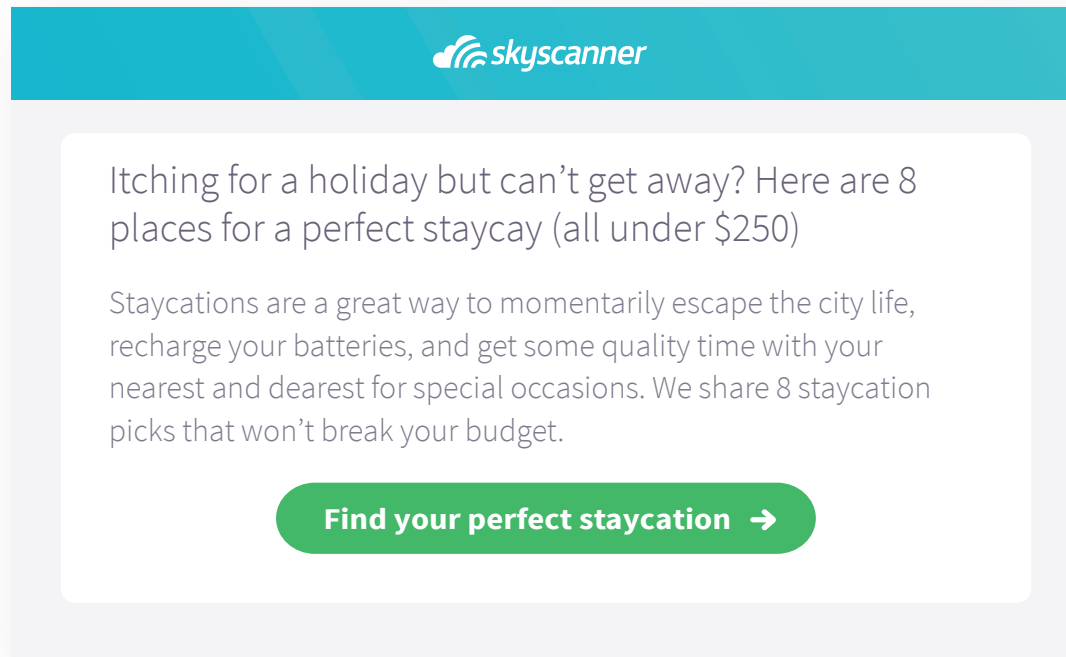 skyscanner
Itching for a holiday but can’t get away? Here are 8
places for a perfect staycay (all under $250)
Staycations are a great way to momentarily escape the city life,
recharge your batteries, and get some quality time with your
nearest and dearest for special occasions. We share 8 staycation
picks that won’t break your budget.
Find your perfect staycation